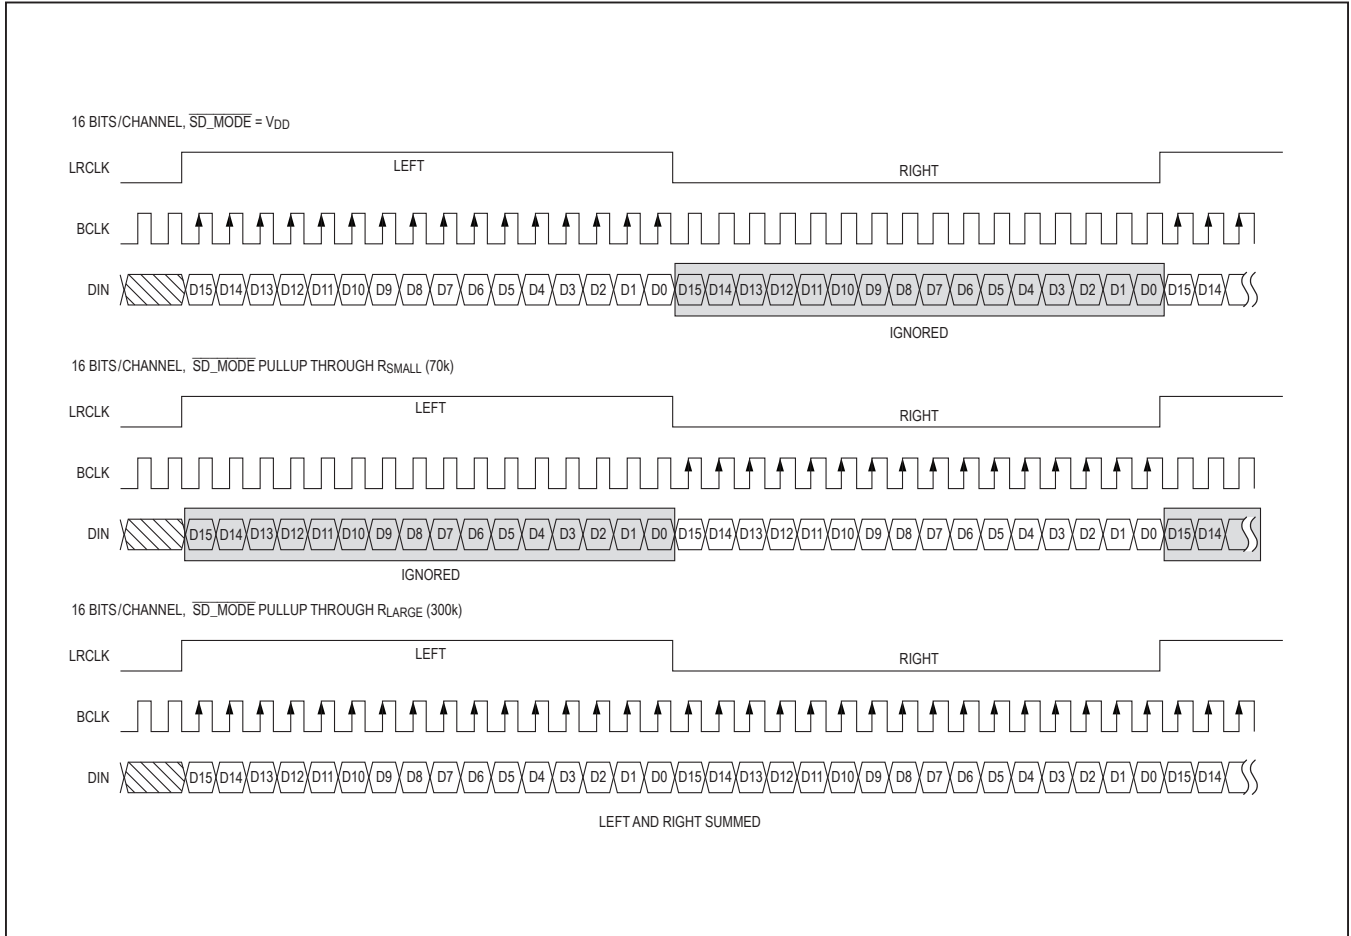 16 BITS/CHANNEL, SD_MODE = VDD
LRCLK LEFT RIGHT
BCLK
DIN D15 D14 D13 D12 D11 D10 D9 D8 D7 D6 D5 D4 D3 D2 D1 D0 D15 D14 D13 D12 D11 D10 D9 D8 D7 D6 D5 D4 D3 D2 D1 D0 D15 D14
IGNORED
16 BITS/CHANNEL, SD_MODE PULLUP THROUGH RSMALL (70k)
LRCLK LEFT RIGHT
BCLK
DIN D15 D14 D13 D12 D11 D10 D9 D8 D7 D6 D5 D4 D3 D2 D1 D0 D15 D14 D13 D12 D11 D10 D9 D8 D7 D6 D5 D4 D3 D2 D1 D0 D15 D14
IGNORED
16 BITS/CHANNEL, SD_MODE PULLUP THROUGH RLARGE (300k)
LRCLK LEFT RIGHT
BCLK
DIN D15 D14 D13 D12 D11 D10 D9 D8 D7 D6 D5 D4 D3 D2 D1 D0 D15 D14 D13 D12 D11 D10 D9 D8 D7 D6 D5 D4 D3 D2 D1 D0 D15 D14
LEFT AND RIGHT SUMMED